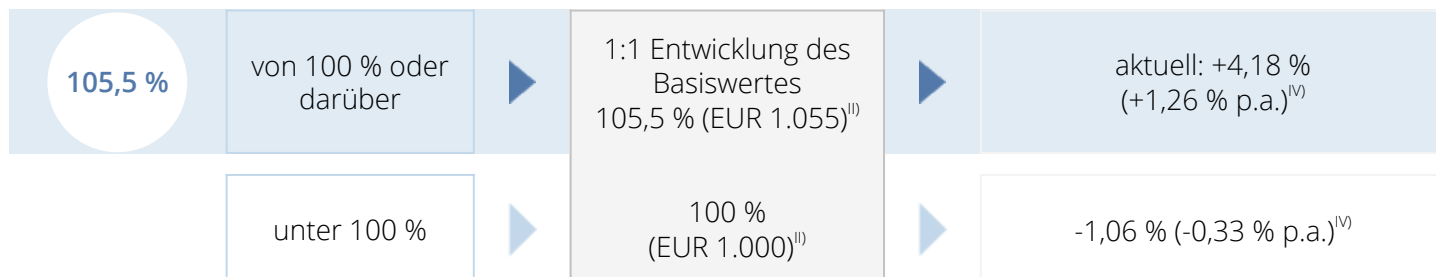 105,5 %
von 100 % oder
darüber
1:1 Entwicklung des
Basiswertes
105,5 % (EUR 1.055)II)
aktuell: +4,18 %
(+1,26 % p.a.)IV)
unter 100 %
100 %
(EUR 1.000)II)
-1,06 % (-0,33 % p.a.)IV)